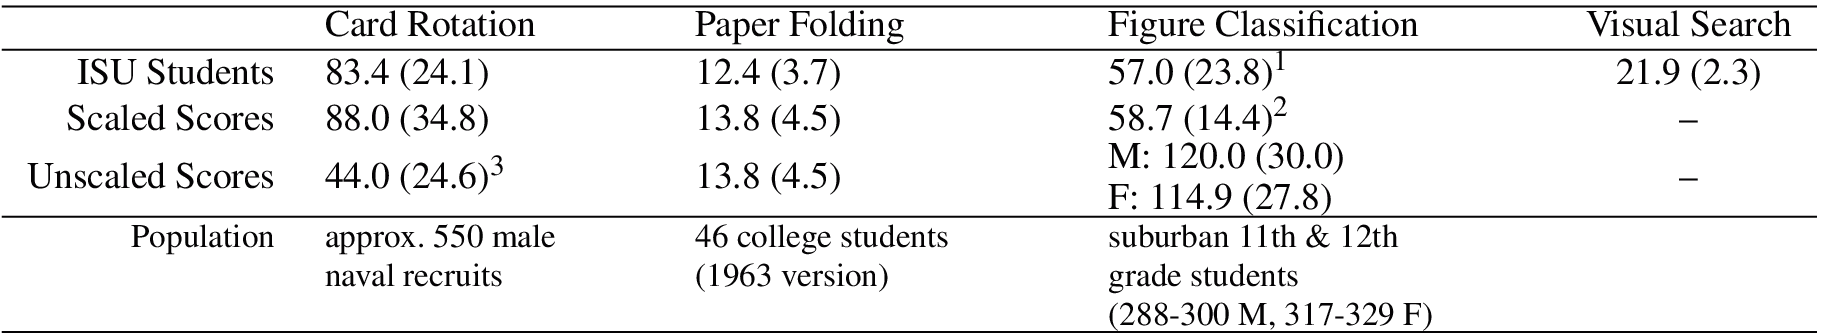 Card Rotation Paper Folding Figure Classification Visual Search
ISU Students 83.4 (24.1) 12.4 (3.7) 57.0 (23.8)1 21.9 (2.3)
Scaled Scores 88.0 (34.8) 13.8 (4.5) 58.7 (14.4)2 –
Unscaled Scores 44.0 (24.6)3 13.8 (4.5) M: 120.0 (30.0) –
F: 114.9 (27.8)
Population approx. 550 male 46 college students suburban 11th & 12th
naval recruits (1963 version) grade students
(288-300 M, 317-329 F)